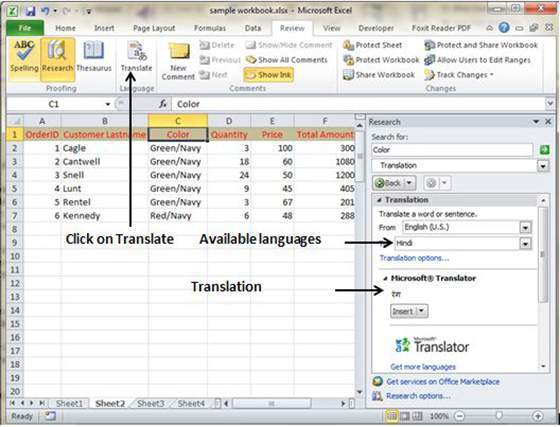 sample workbook.xlsx - Microsoft Excel
File Home Insert Page Layout Formulas Data Review View Developer Foxit Reader PDF
ABC
Spelling Research Thesaurus
Proofing
Translate
Language
New Comment
Delete
Previous
Next
Show/Hide Comment
Show All Comments
Show Ink
Comments
Protect Sheet
Protect Workbook
Share Workbook
Protect and Share Workbook
Allow Users to Edit Ranges
Track Changes
Changes
C1 fx Color
A B C D E F
1 OrderID Customer Lastname Color Quantity Price Total Amount
2 1 Cagle Green/Navy 3 100 300
3 2 Cantwell Green/Navy 18 60 1080
4 3 Snell Green/Navy 24 50 1200
5 4 Lunt Green/Navy 9 45 405
6 5 Rentel Green/Navy 3 67 201
7 6 Kennedy Red/Navy 6 48 288
8
9
10
11
12
13
14
15
16
17
18
19
20
Click on Translate
Available languages
Translation
Research
Search for:
Color
Translation
Back
Translation
Translate a word or sentence.
From English (U.S.)
Hindi
Translation options...
Microsoft® Translator
रंग
Insert
Microsoft®
Translator
Get more languages
Get services on Office Marketplace
Research options...
Sheet1 Sheet2 Sheet3 Sheet4
Ready 100%